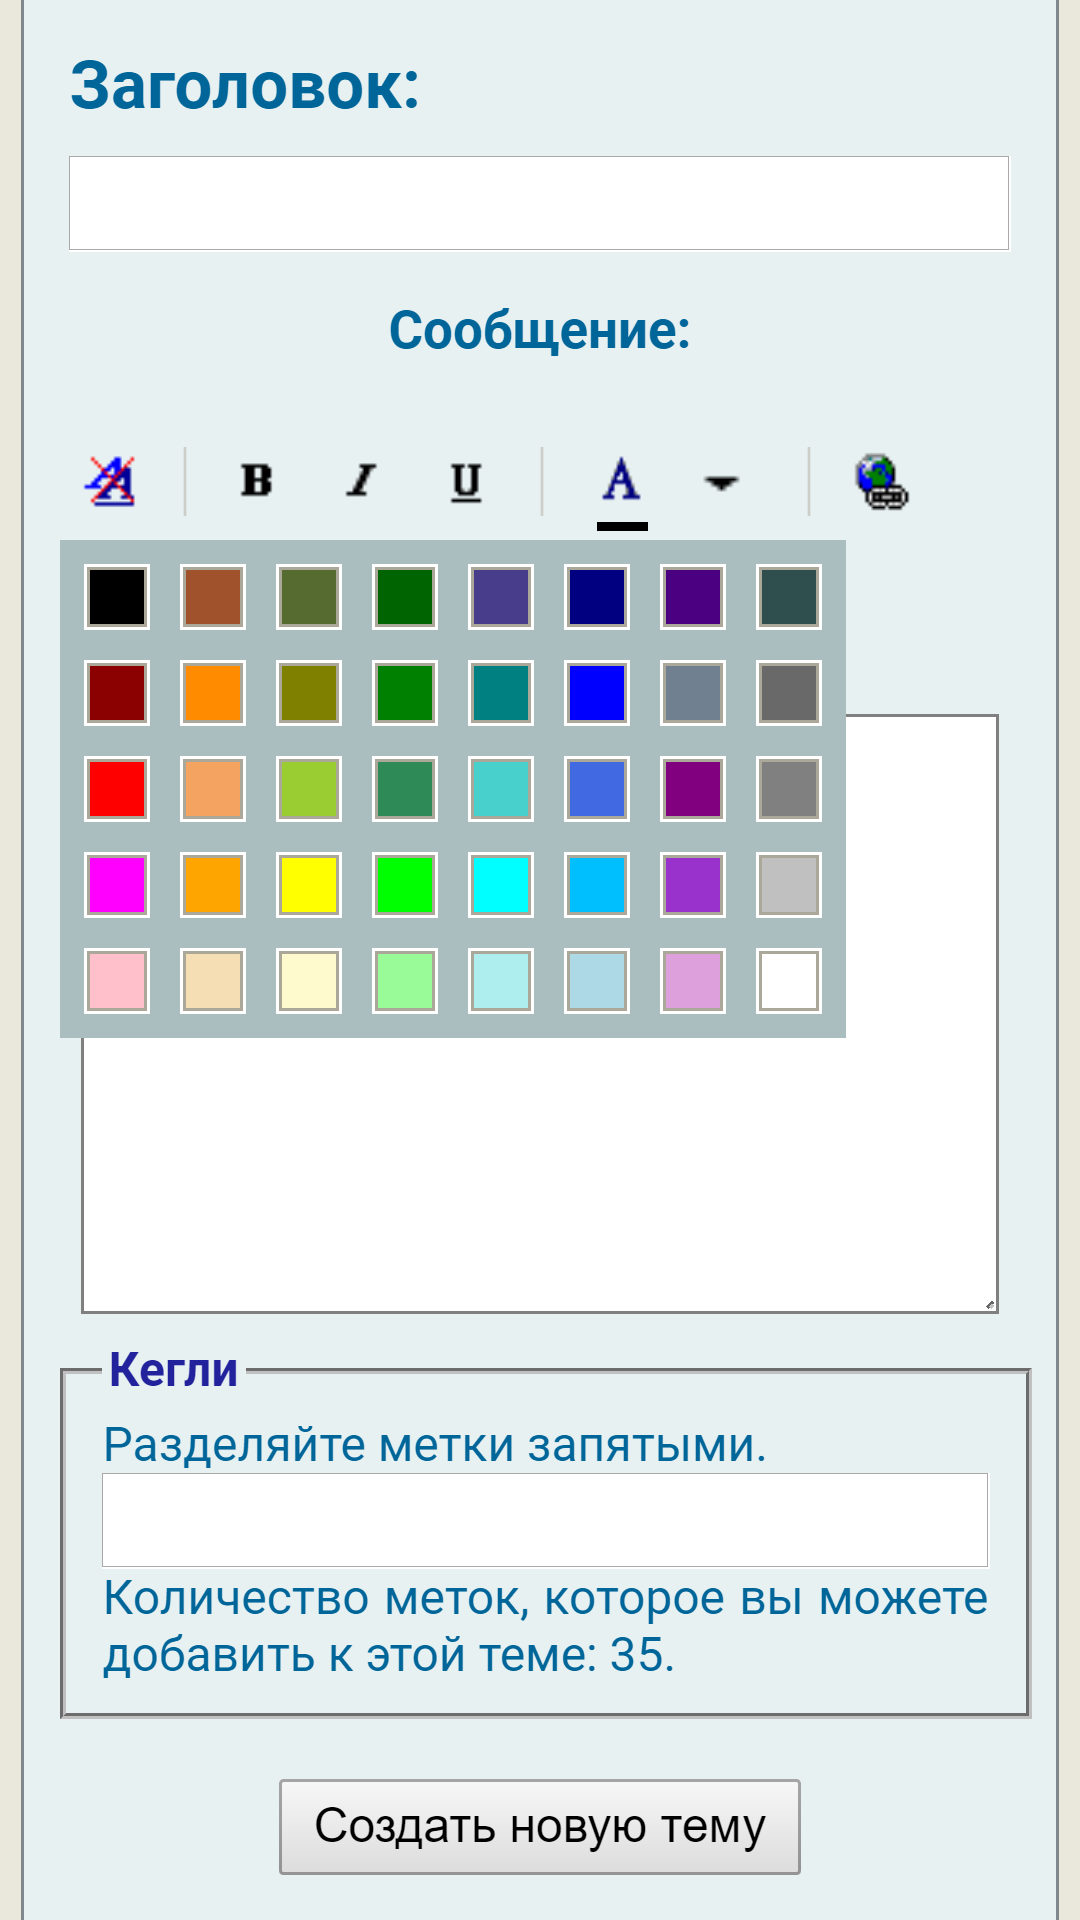 Заголовок:
Сообщение:
B I U A
Кегли
Разделяйте метки запятыми.
Количество меток, которое вы можете
добавить к этой теме: 35.
Создать новую тему